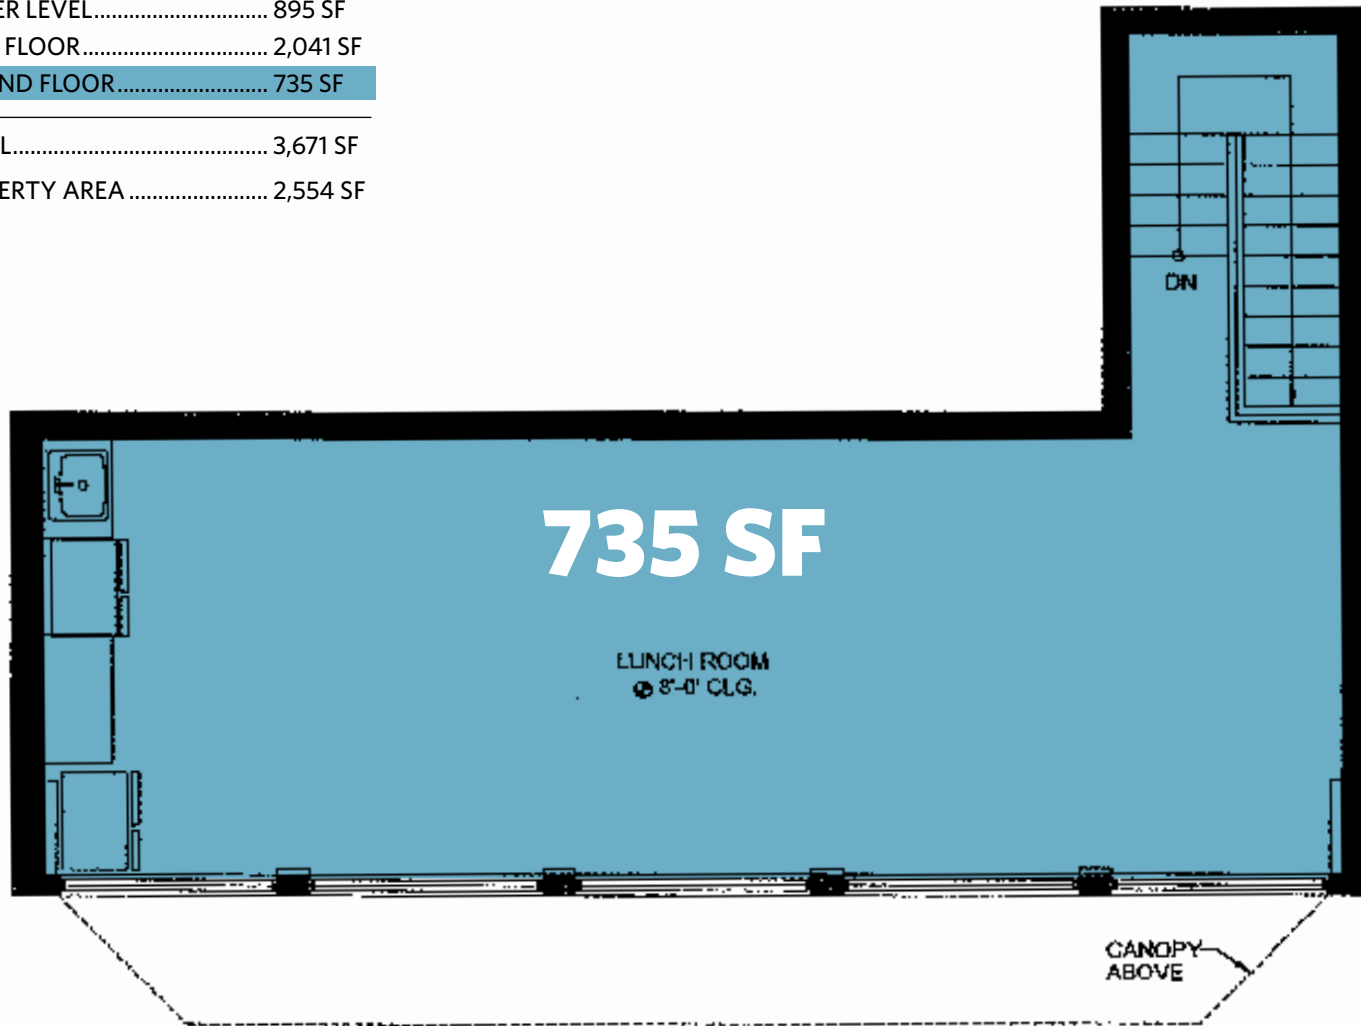 ER LEVEL............................. 895 SF
FLOOR............................... 2,041 SF
ND FLOOR.......................... 735 SF
L........................................... 3,671 SF
ERTY AREA ........................ 2,554 SF
DN
735 SF
LUNCH ROOM
8'-0" CLG.
CANOPY
ABOVE